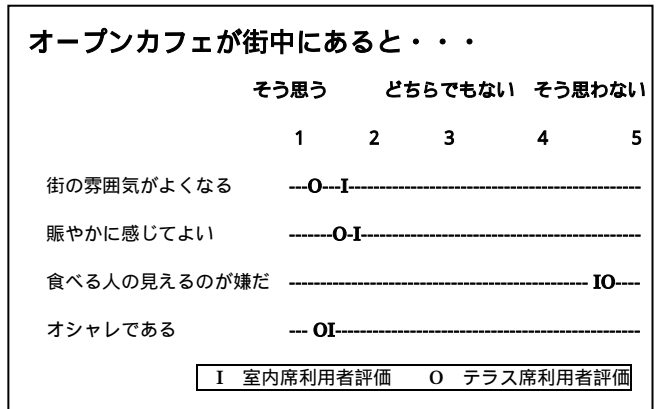 オープンカフェが街中にあると・・・
そう思う どちらでもない そう思わない
1 2 3 4 5
街の雰囲気がよくなる ---O---I-----------------------------------------------
賑やかに感じてよい -------O-I---------------------------------------------
食べる人の見えるのが嫌だ ------------------------------------------------ IO----
オシャレである --- OI-------------------------------------------------
I 室内席利用者評価 O テラス席利用者評価